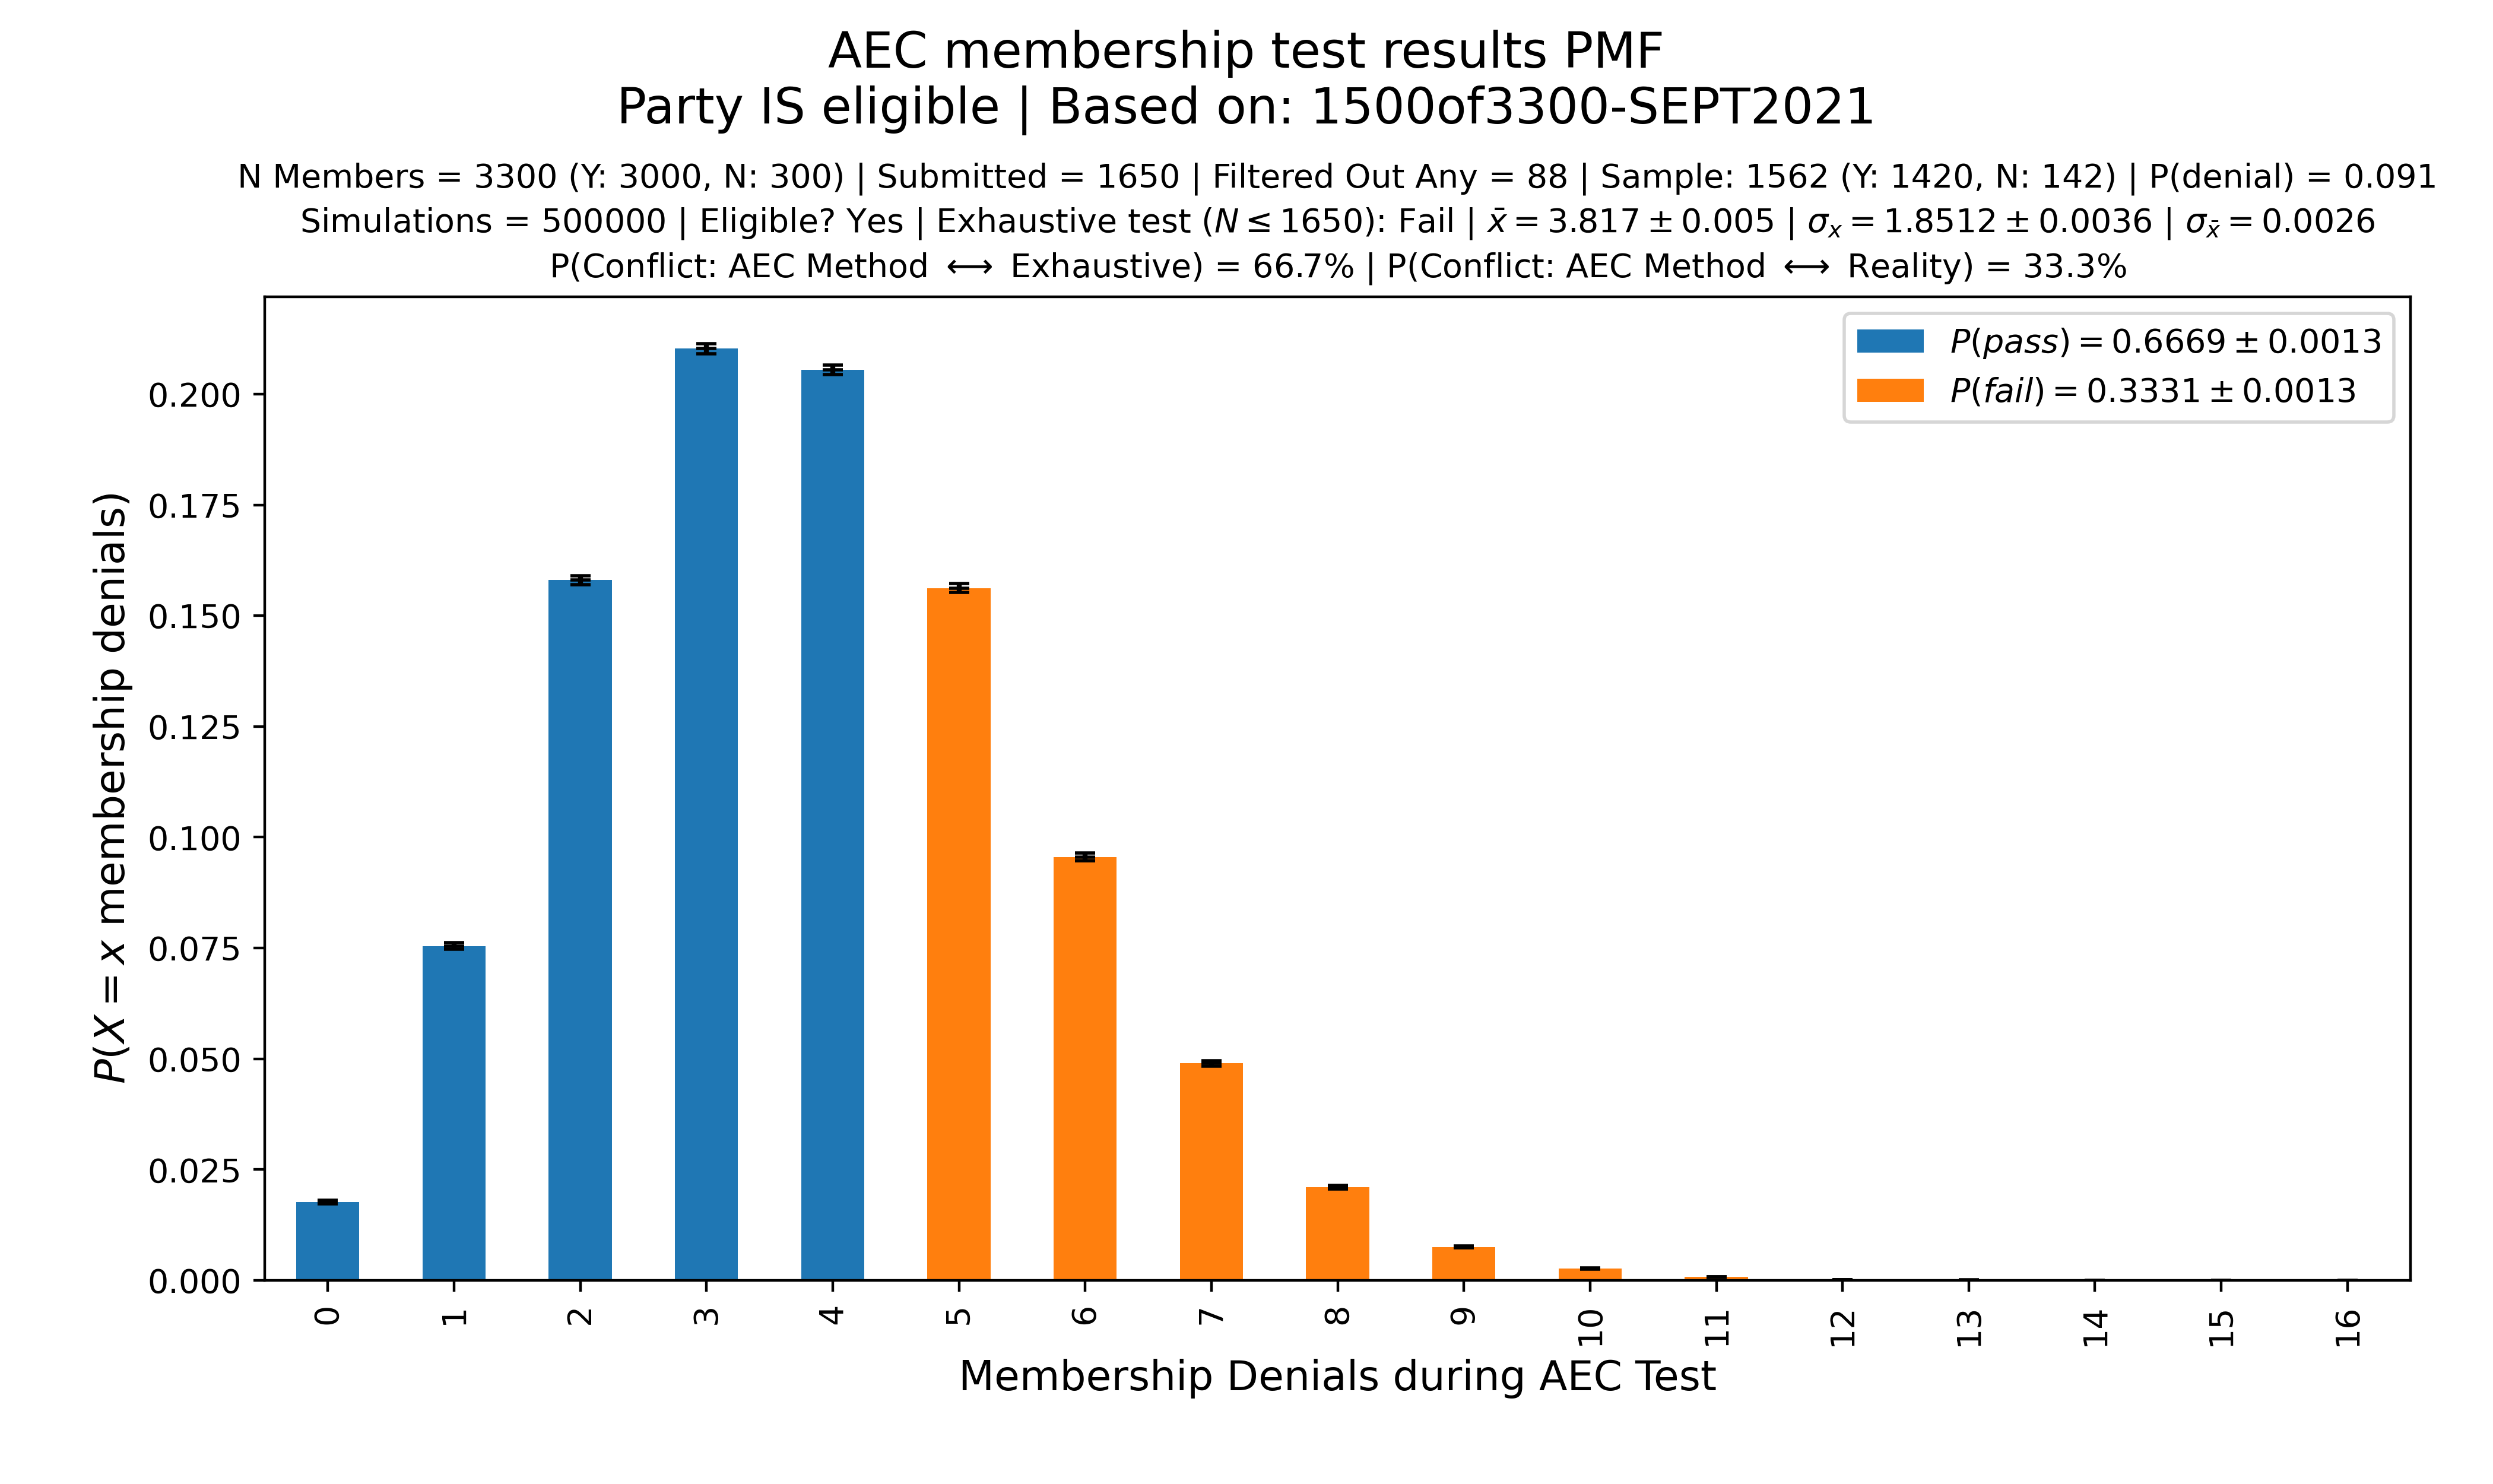 AEC membership test results PMF
Party IS eligible | Based on: 1500of3300-SEPT2021
N Members = 3300 (Y: 3000, N: 300) | Submitted = 1650 | Filtered Out Any = 88 | Sample: 1562 (Y: 1420, N: 142) | P(denial) = 0.091
Simulations = 500000 | Eligible? Yes | Exhaustive test (N ≤ 1650): Fail | x̄ = 3.817 ± 0.005 | σₓ = 1.8512 ± 0.0036 | σ_x̄ = 0.0026
P(Conflict: AEC Method ⟷ Exhaustive) = 66.7% | P(Conflict: AEC Method ⟷ Reality) = 33.3%
P(pass) = 0.6669 ± 0.0013
P(fail) = 0.3331 ± 0.0013
P(X = x membership denials)
0.200
0.175
0.150
0.125
0.100
0.075
0.050
0.025
0.000
0 1 2 3 4 5 6 7 8 9 10 11 12 13 14 15 16
Membership Denials during AEC Test